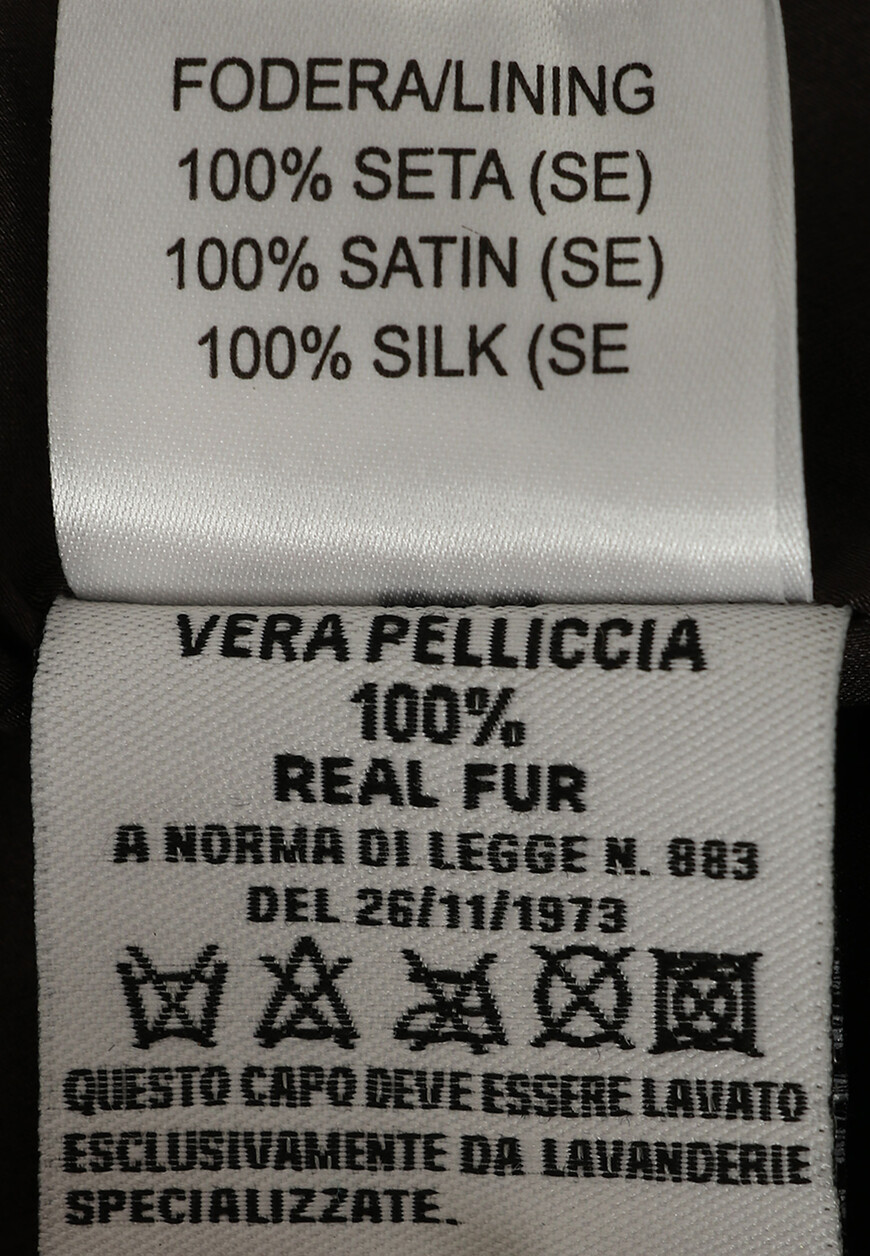 FODERA/LINING
100% SETA (SE)
100% SATIN (SE)
100% SILK (SE
VERA PELLICCIA
100%
REAL FUR
A NORMA DI LEGGE N. 883
DEL 26/11/1973
QUESTO CAPO DEVE ESSERE LAVATO
ESCLUSIVAMENTE DA LAVANDERIE
SPECIALIZZATE.